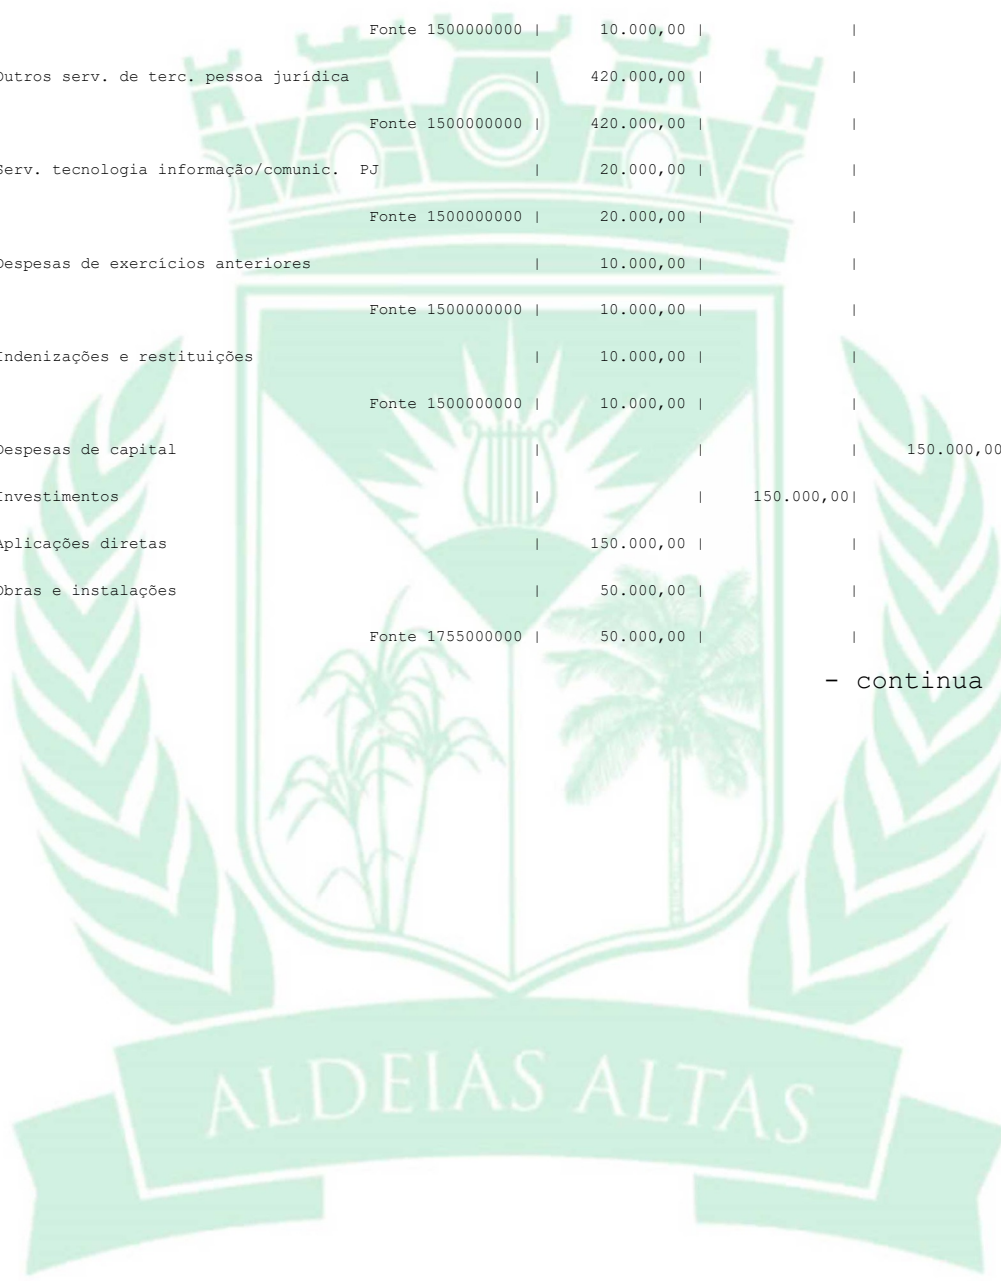 Fonte 1500000000 | 10.000,00 | |
Outros serv. de terc. pessoa jurídica | 420.000,00 | |
Fonte 1500000000 | 420.000,00 | |
Serv. tecnologia informação/comunic. PJ | 20.000,00 | |
Fonte 1500000000 | 20.000,00 | |
Despesas de exercícios anteriores | 10.000,00 | |
Fonte 1500000000 | 10.000,00 | |
Indenizações e restituições | 10.000,00 | |
Fonte 1500000000 | 10.000,00 | |
Despesas de capital | | | 150.000,00
Investimentos | | 150.000,00|
Aplicações diretas | 150.000,00 | |
Obras e instalações | 50.000,00 | |
Fonte 1755000000 | 50.000,00 | |
- continua
ALDEIAS ALTAS